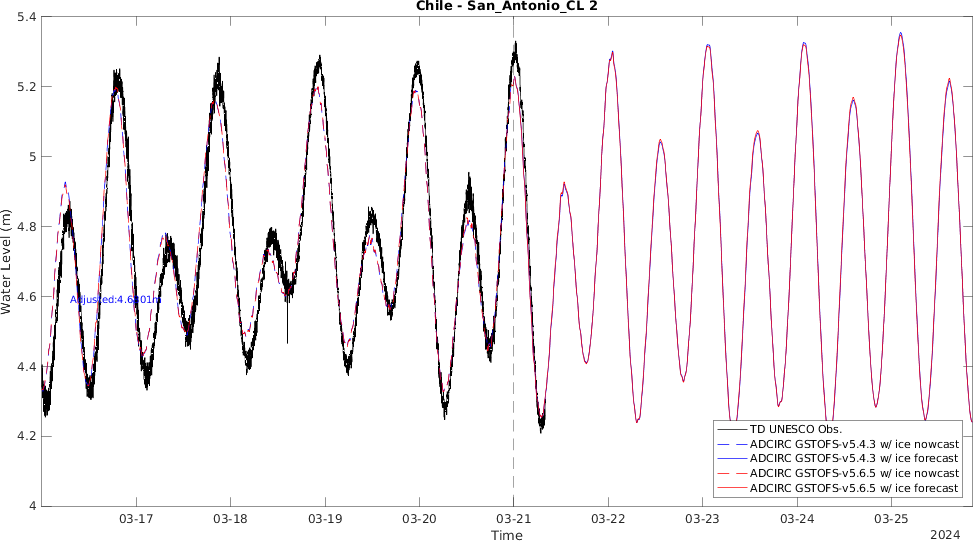 Chile - San_Antonio_CL 2
5.4
5.2
5
4.8
4.6
4.4
4.2
4
Water Level (m)
Adjusted:4.6301m
TD UNESCO Obs.
ADCIRC GSTOFS-v5.4.3 w/ ice nowcast
ADCIRC GSTOFS-v5.4.3 w/ ice forecast
ADCIRC GSTOFS-v5.6.5 w/ ice nowcast
ADCIRC GSTOFS-v5.6.5 w/ ice forecast
03-17 03-18 03-19 03-20 03-21 03-22 03-23 03-24 03-25
Time
2024